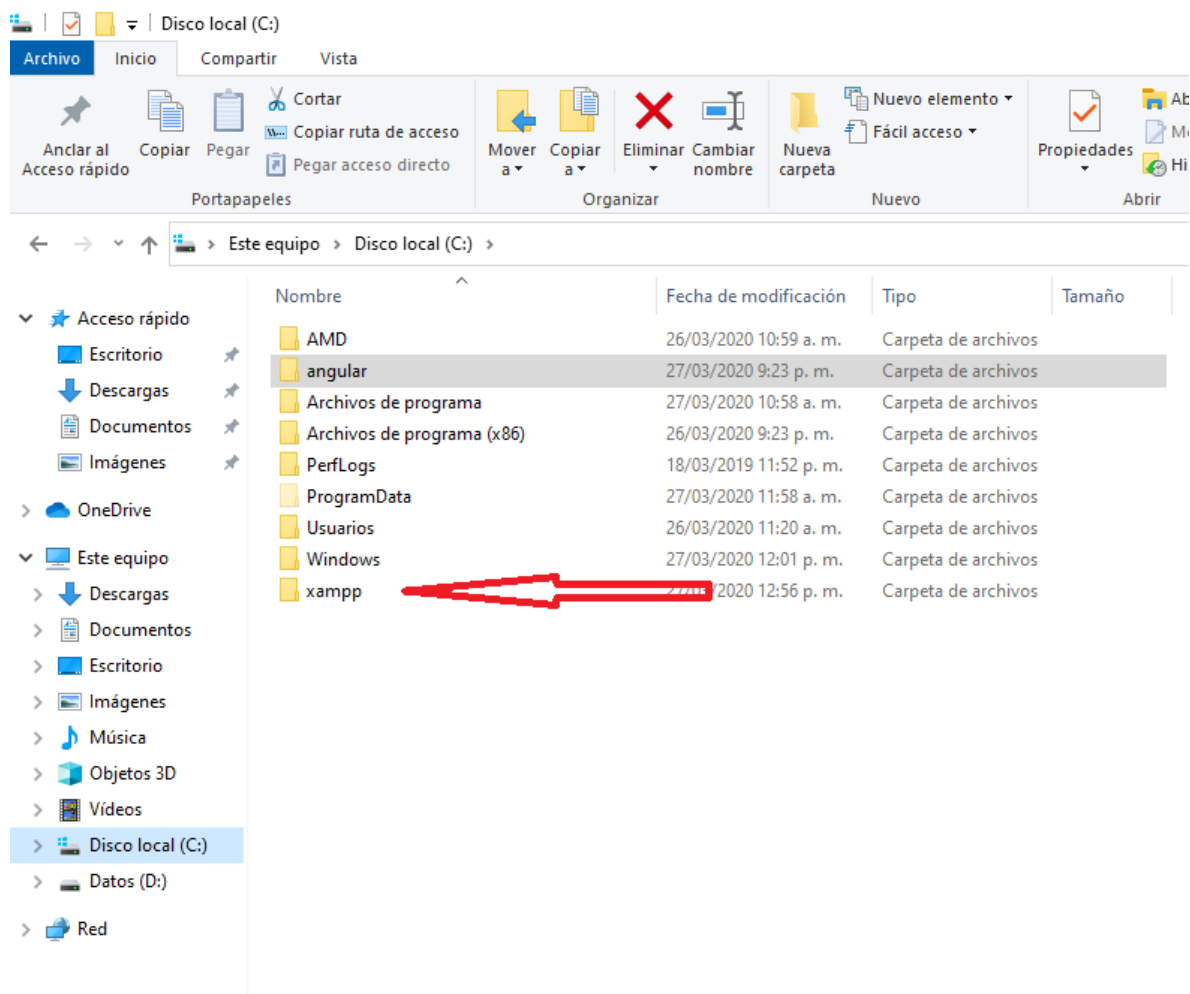 Disco local (C:)
Archivo Inicio Compartir Vista
Anclar al Acceso rápido
Copiar
Pegar
Cortar
Copiar ruta de acceso
Pegar acceso directo
Portapapeles
Mover a
Copiar a
Eliminar
Cambiar nombre
Organizar
Nueva carpeta
Nuevo elemento
Fácil acceso
Nuevo
Propiedades
Ab
Hi
Abrir
Este equipo > Disco local (C:) >
Nombre Fecha de modificación Tipo Tamaño
Acceso rápido
Escritorio
Descargas
Documentos
Imágenes
OneDrive
Este equipo
Descargas
Documentos
Escritorio
Imágenes
Música
Objetos 3D
Vídeos
Disco local (C:)
Datos (D:)
Red
AMD 26/03/2020 10:59 a. m. Carpeta de archivos
angular 27/03/2020 9:23 p. m. Carpeta de archivos
Archivos de programa 27/03/2020 10:58 a. m. Carpeta de archivos
Archivos de programa (x86) 26/03/2020 9:23 p. m. Carpeta de archivos
PerfLogs 18/03/2019 11:52 p. m. Carpeta de archivos
ProgramData 27/03/2020 11:58 a. m. Carpeta de archivos
Usuarios 26/03/2020 11:20 a. m. Carpeta de archivos
Windows 27/03/2020 12:01 p. m. Carpeta de archivos
xampp 27/03/2020 12:56 p. m. Carpeta de archivos